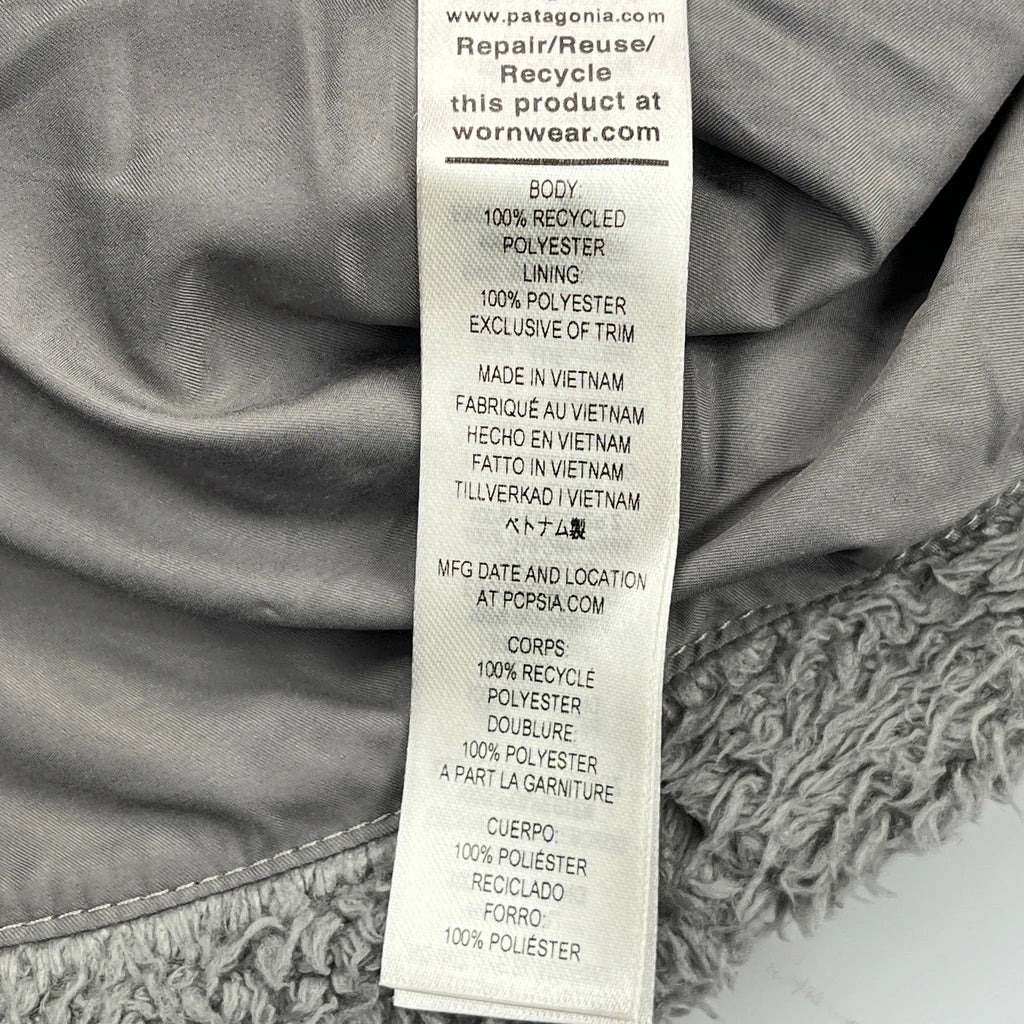 www.patagonia.com
Repair/Reuse/
Recycle
this product at
wornwear.com
BODY:
100% RECYCLED
POLYESTER
LINING
100% POLYESTER
EXCLUSIVE OF TRIM
MADE IN VIETNAM
FABRIQUÉ AU VIETNAM
HECHO EN VIETNAM
FATTO IN VIETNAM
TILLVERKAD I VIETNAM
ベトナム製
MFG DATE AND LOCATION
AT PCPSIA.COM
CORPS:
100% RECYCLÉ
POLYESTER
DOUBLURE:
100% POLYESTER
A PART LA GARNITURE
CUERPO:
100% POLIÉSTER
RECICLADO
FORRO:
100% POLIÉSTER